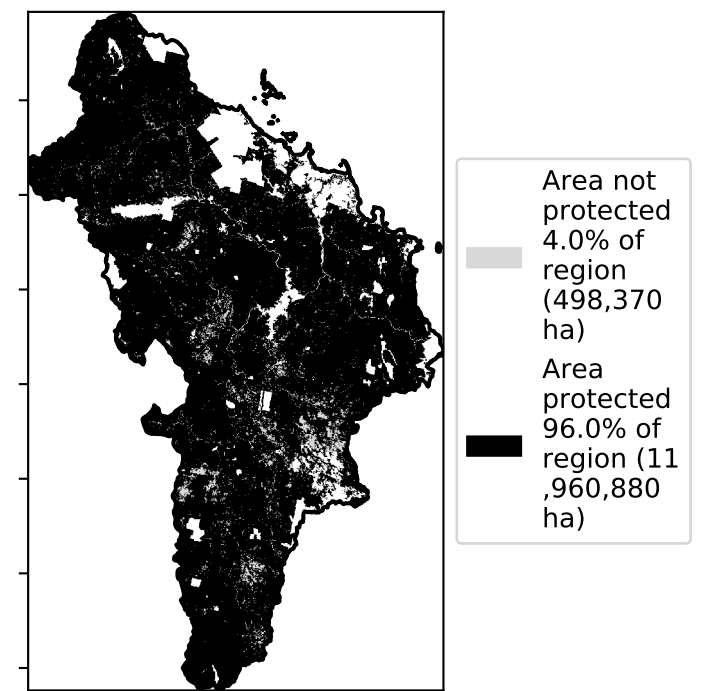 Area not
protected
4.0% of
region
(498,370
ha)
Area
protected
96.0% of
region (11
,960,880
ha)